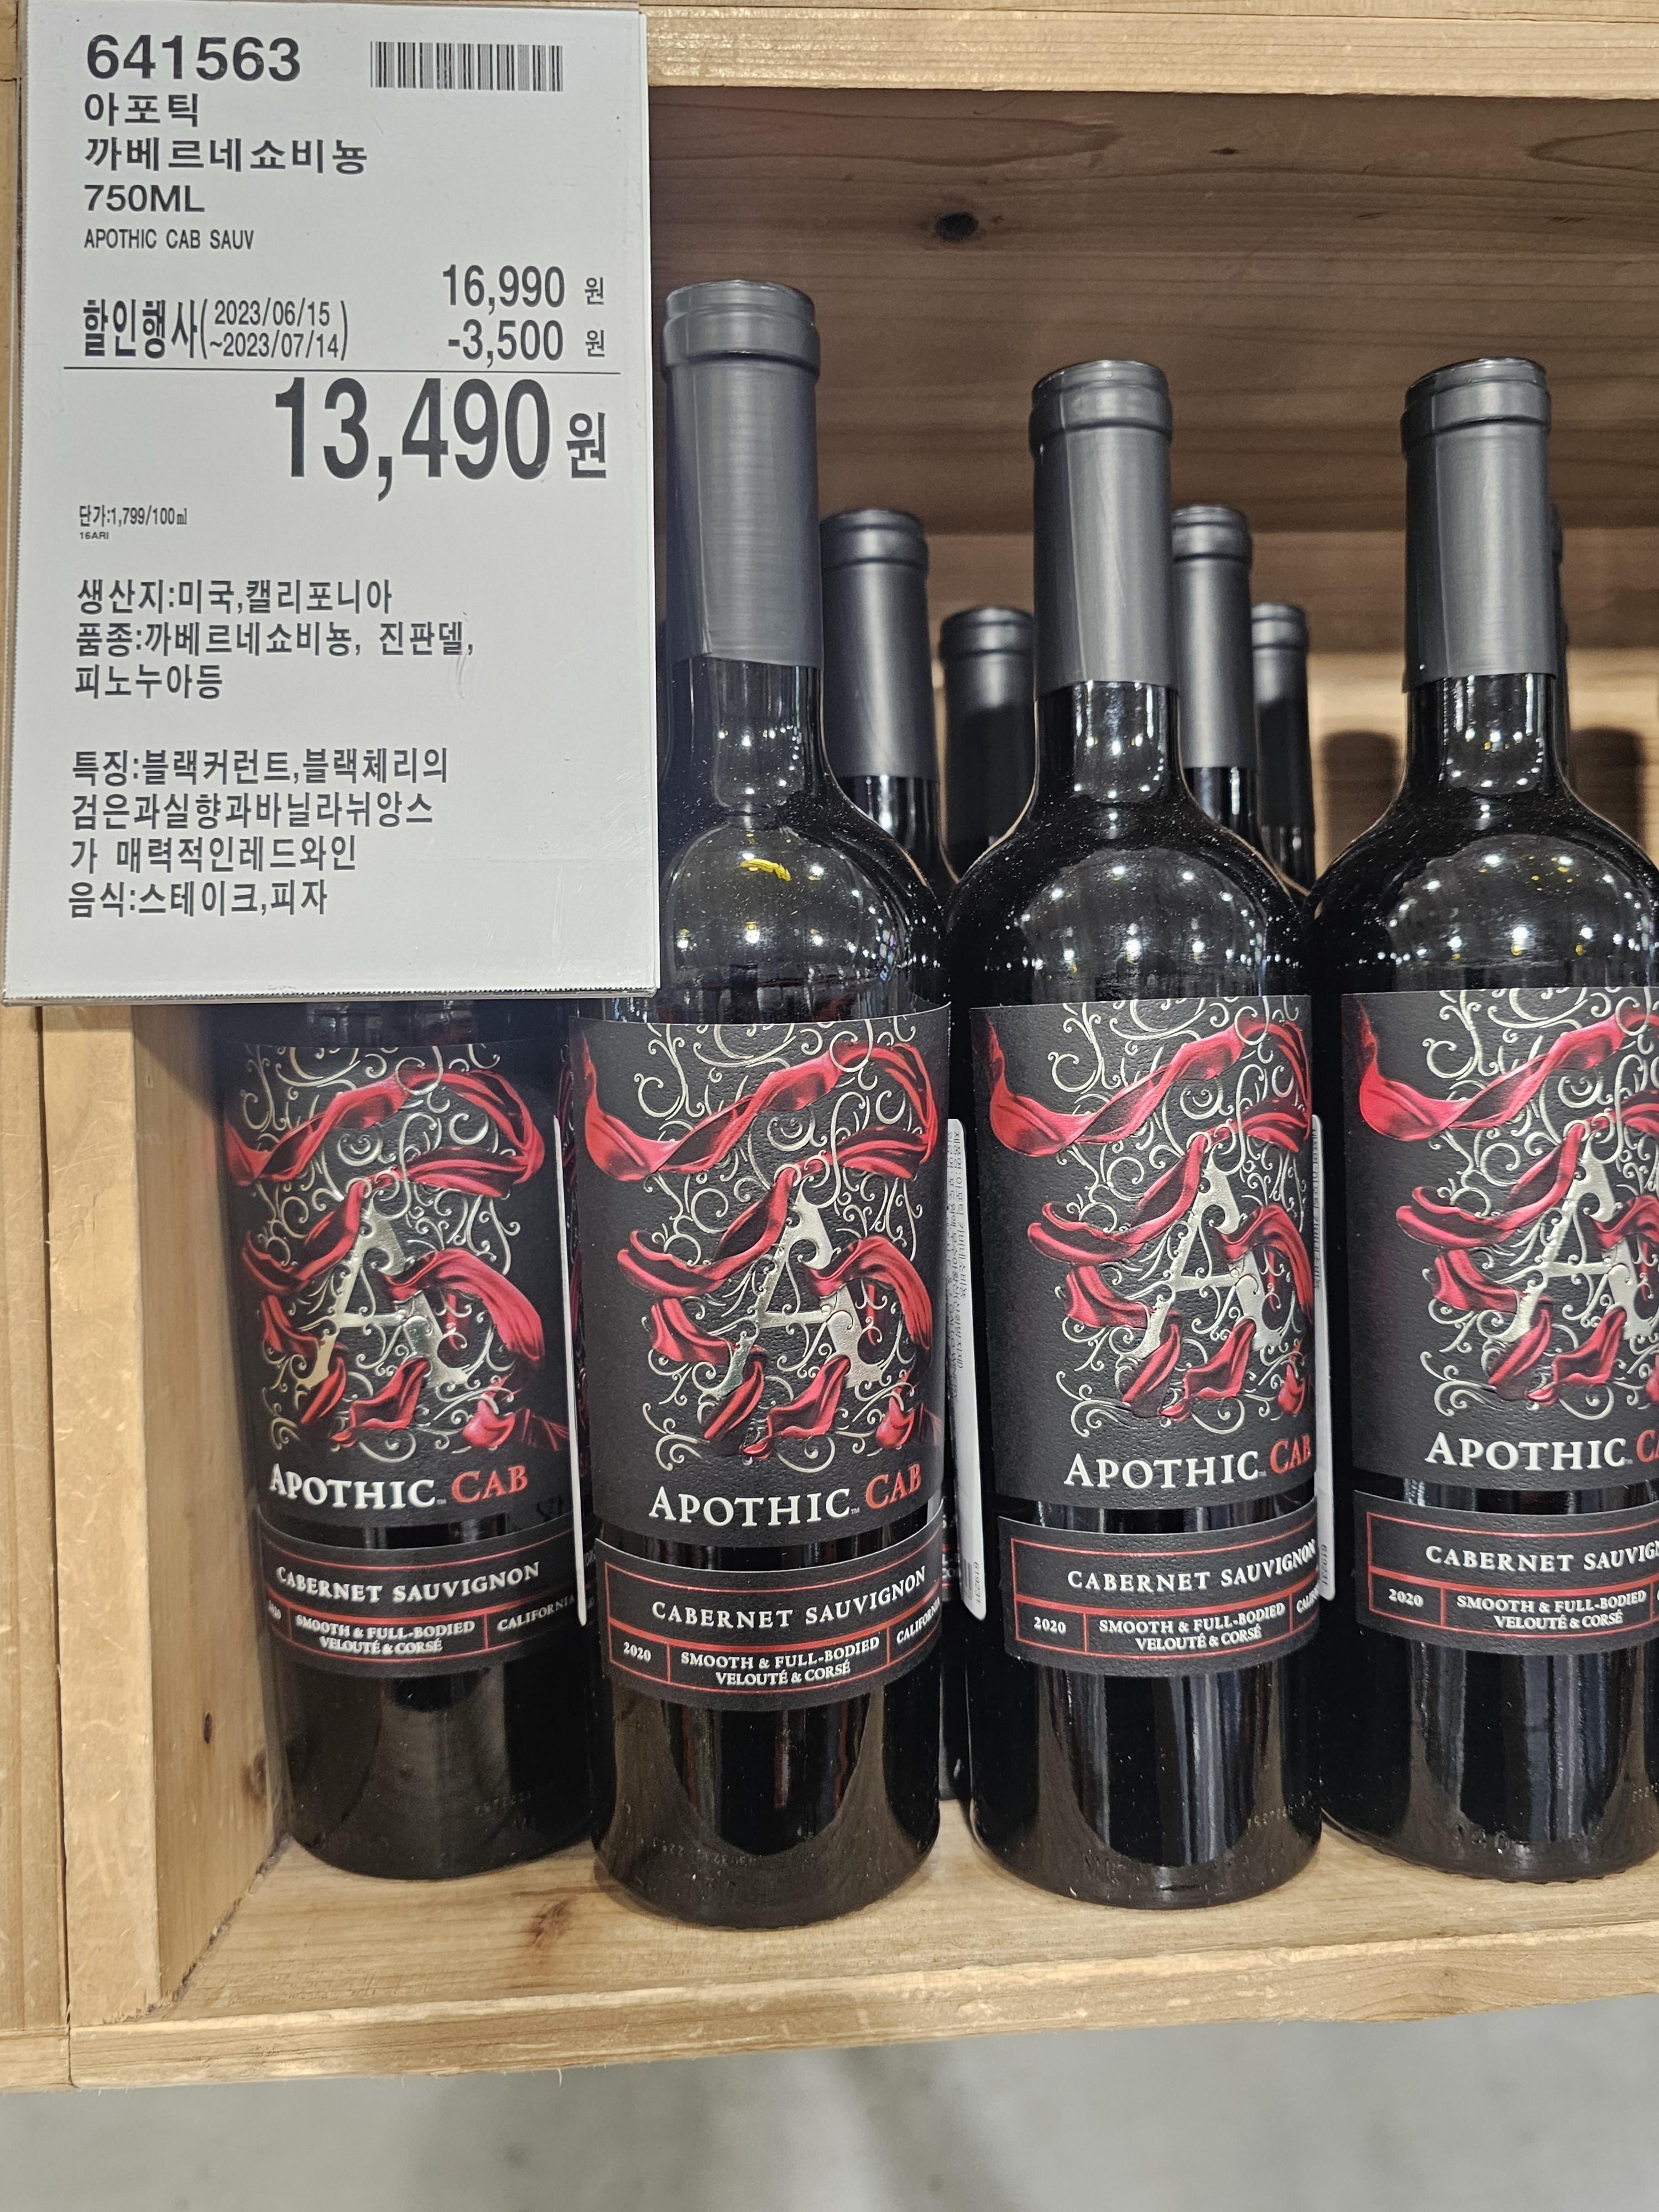 641563
아포틱
까베르네쇼비뇽
750ML
APOTHIC CAB SAUV
16,990 원
할인행사(2023/06/15
~2023/07/14)
-3,500 원
13,490 원
단가:1,799/100㎖
16ARI
생산지:미국,캘리포니아
품종:까베르네쇼비뇽, 진판델,
피노누아등
특징:블랙커런트,블랙체리의
검은과실향과바닐라뉘앙스
가 매력적인레드와인
음식:스테이크,피자
A
APOTHIC™ CAB
CABERNET SAUVIGNON
2020
SMOOTH & FULL-BODIED
VELOUTÉ & CORSÉ
CALIFORNIA
A
APOTHIC™ CAB
CABERNET SAUVIGNON
2020
SMOOTH & FULL-BODIED
VELOUTÉ & CORSÉ
CALIFORNIA
A
APOTHIC™ CAB
CABERNET SAUVIGNON
2020
SMOOTH & FULL-BODIED
VELOUTÉ & CORSÉ
A
APOTHIC™
CABERNET
2020
SMOOTH & FULL-BODIED
VELOUTÉ & CORSÉ